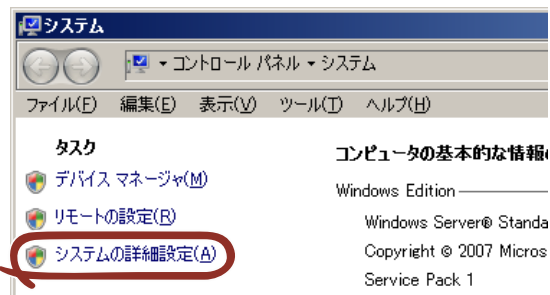 システム
コントロール パネル ▾ システム
ファイル(F) 編集(E) 表示(V) ツール(T) ヘルプ(H)
タスク
コンピュータの基本的な情報
デバイス マネージャ(M)
Windows Edition
リモートの設定(R)
Windows Server® Standa
システムの詳細設定(A)
Copyright © 2007 Micros
Service Pack 1